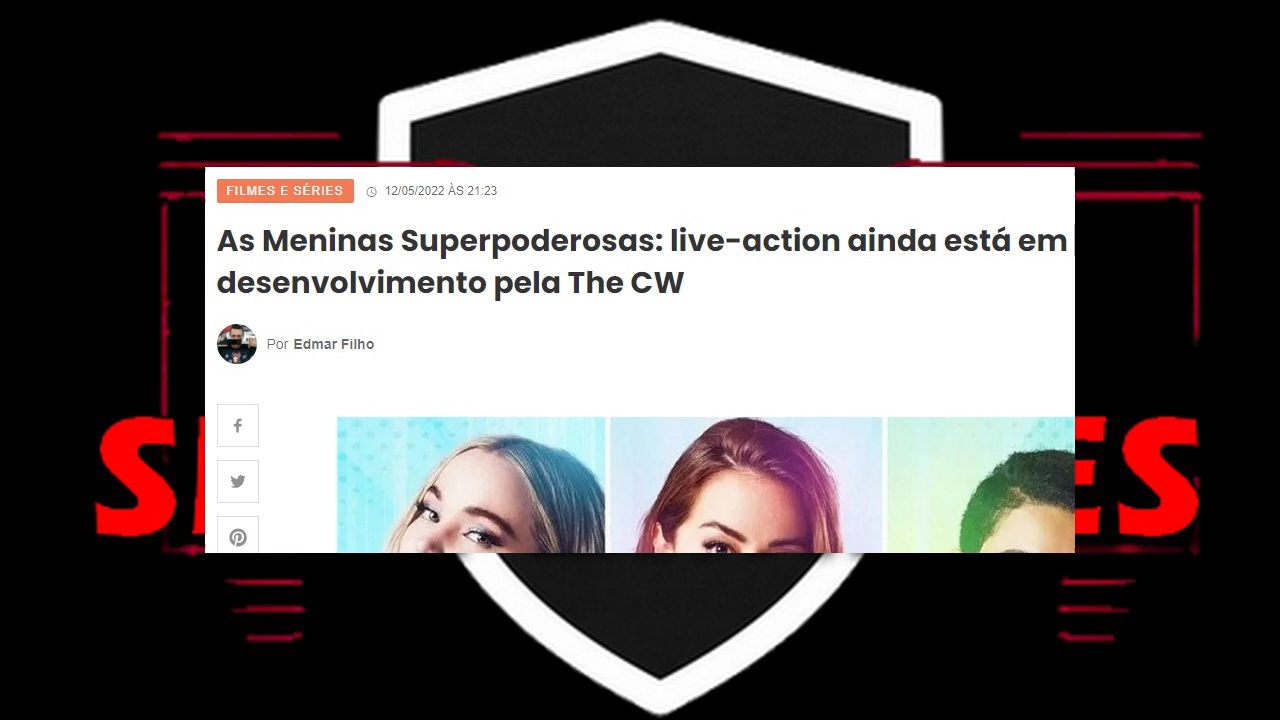 FILMES E SÉRIES 12/05/2022 ÀS 21:23
As Meninas Superpoderosas: live-action ainda está em
desenvolvimento pela The CW
Por Edmar Filho